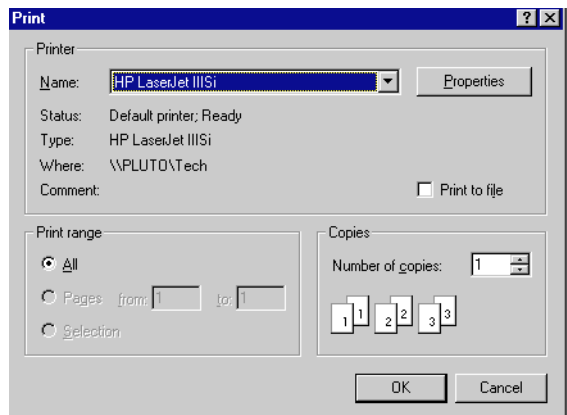 Print
Printer
Name: HP LaserJet IIISi Properties
Status: Default printer; Ready
Type: HP LaserJet IIISi
Where: \\PLUTO\Tech
Comment: Print to file
Print range Copies
All Number of copies: 1
Pages from: 1 to: 1
Selection 1 1 2 2 3 3
OK Cancel